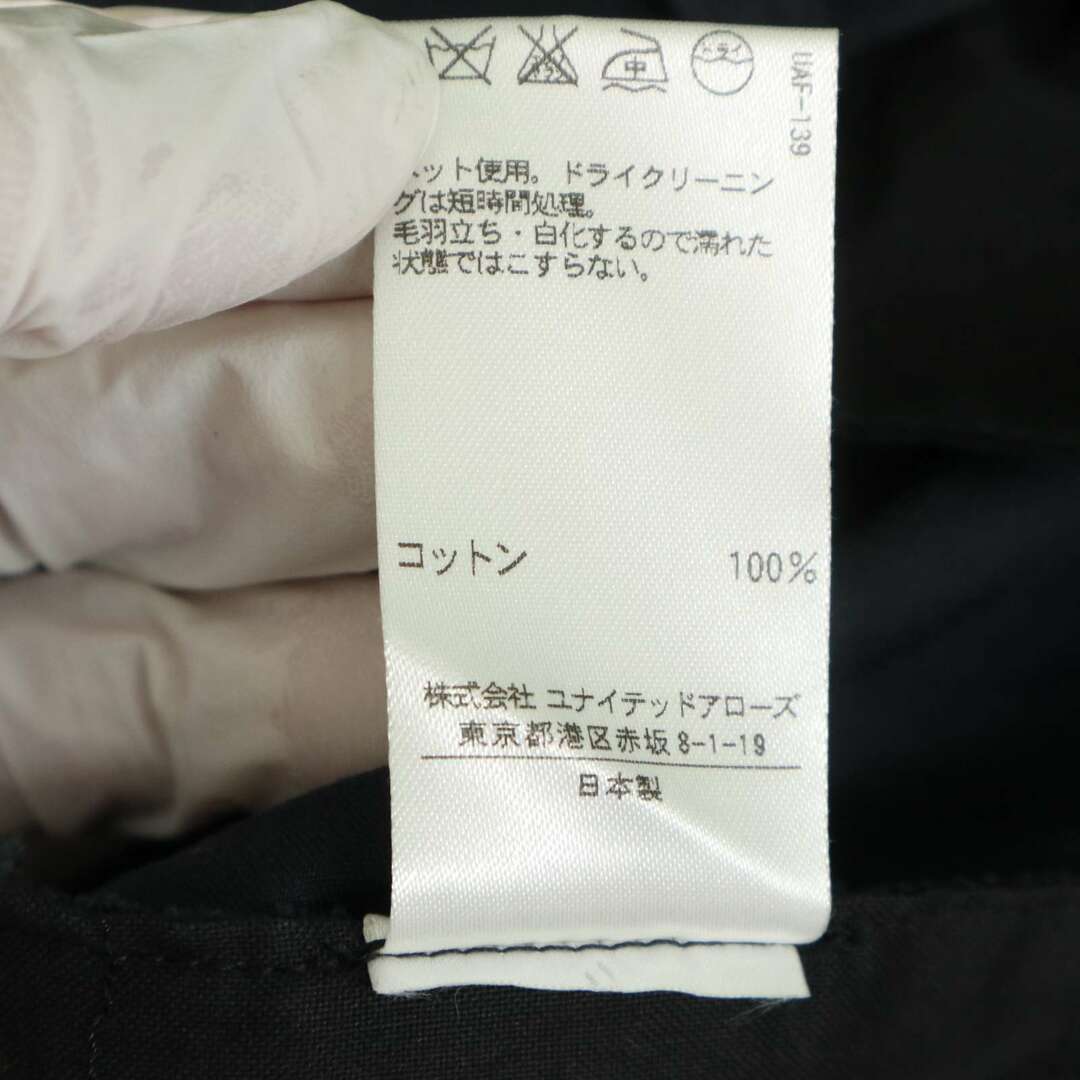 中
ドライ
UAF-139
ネット使用。ドライクリーニン
グは短時間処理。
毛羽立ち・白化するので濡れた
状態ではこすらない。
コットン 100%
株式会社 ユナイテッドアローズ
東京都港区赤坂8-1-19
日本製